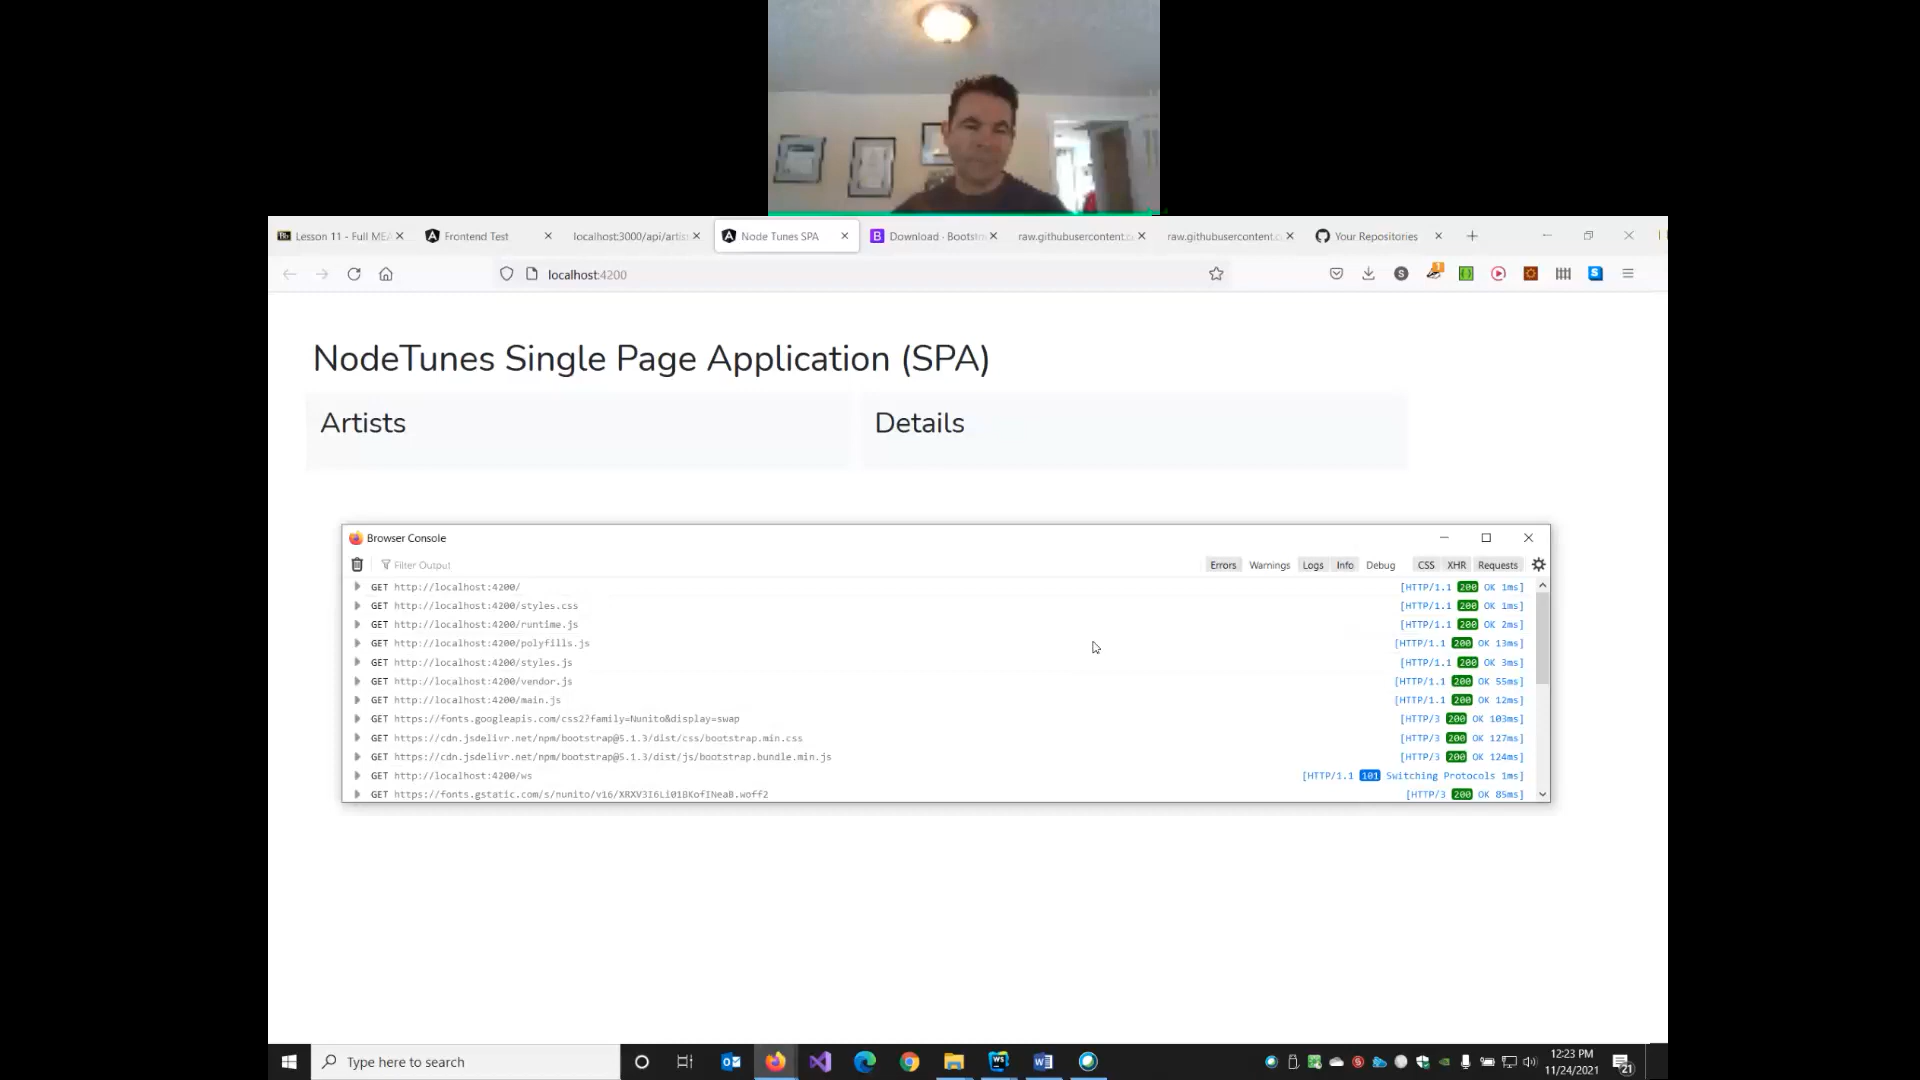 Lesson 11 - Full ME
Frontend Test
localhost:3000/api/artis
Node Tunes SPA
Download · Bootstr
raw.githubusercontent.c
raw.githubusercontent.c
Your Repositories
localhost:4200
NodeTunes Single Page Application (SPA)
Artists
Details
Browser Console
Filter Output
Errors Warnings Logs Info Debug CSS XHR Requests
GET http://localhost:4200/ [HTTP/1.1 200 OK 1ms]
GET http://localhost:4200/styles.css [HTTP/1.1 200 OK 1ms]
GET http://localhost:4200/runtime.js [HTTP/1.1 200 OK 2ms]
GET http://localhost:4200/polyfills.js [HTTP/1.1 200 OK 13ms]
GET http://localhost:4200/styles.js [HTTP/1.1 200 OK 3ms]
GET http://localhost:4200/vendor.js [HTTP/1.1 200 OK 55ms]
GET http://localhost:4200/main.js [HTTP/1.1 200 OK 12ms]
GET https://fonts.googleapis.com/css2?family=Nunito&display=swap [HTTP/3 200 OK 103ms]
GET https://cdn.jsdelivr.net/npm/bootstrap@5.1.3/dist/css/bootstrap.min.css [HTTP/3 200 OK 127ms]
GET https://cdn.jsdelivr.net/npm/bootstrap@5.1.3/dist/js/bootstrap.bundle.min.js [HTTP/3 200 OK 124ms]
GET http://localhost:4200/ws [HTTP/1.1 101 Switching Protocols 1ms]
GET https://fonts.gstatic.com/s/nunito/v16/XRXV3I6Li01BKofINeaB.woff2 [HTTP/3 200 OK 85ms]
Type here to search
12:23 PM
11/24/2021
21